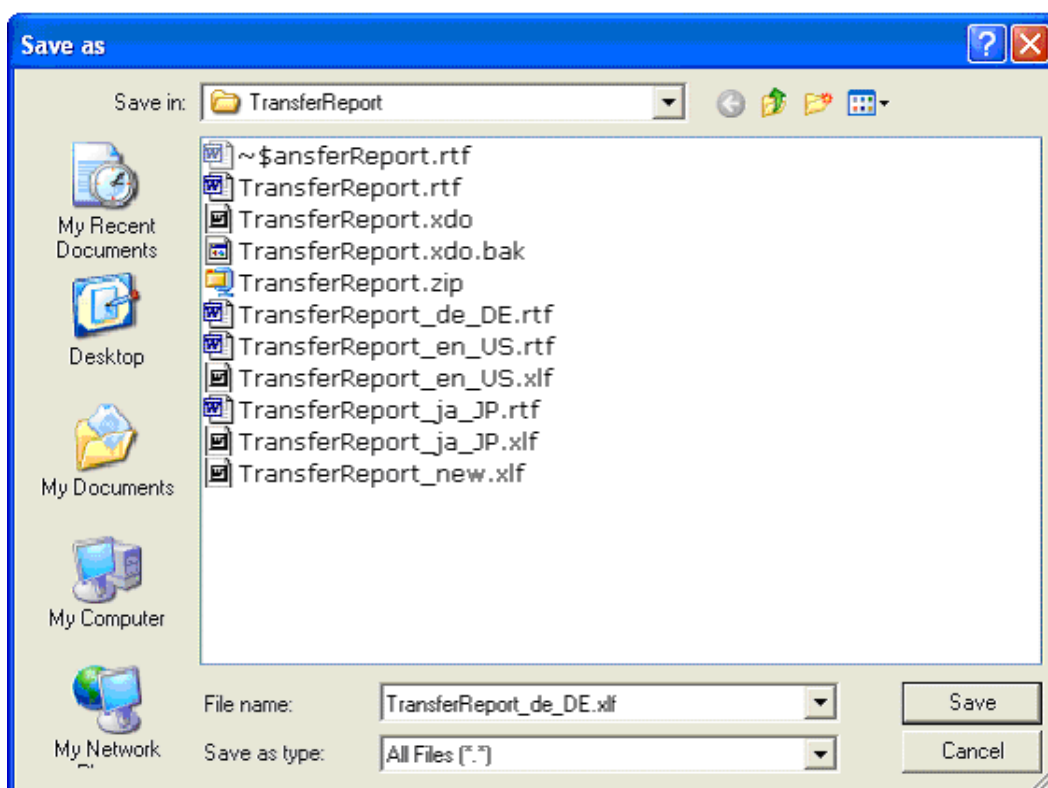 Save as
Save in:
TransferReport
My Recent
Documents
Desktop
My Documents
My Computer
My Network
~$ansferReport.rtf
TransferReport.rtf
TransferReport.xdo
TransferReport.xdo.bak
TransferReport.zip
TransferReport_de_DE.rtf
TransferReport_en_US.rtf
TransferReport_en_US.xlf
TransferReport_ja_JP.rtf
TransferReport_ja_JP.xlf
TransferReport_new.xlf
File name:
TransferReport_de_DE.xlf
Save
Save as type:
All Files (*.*)
Cancel